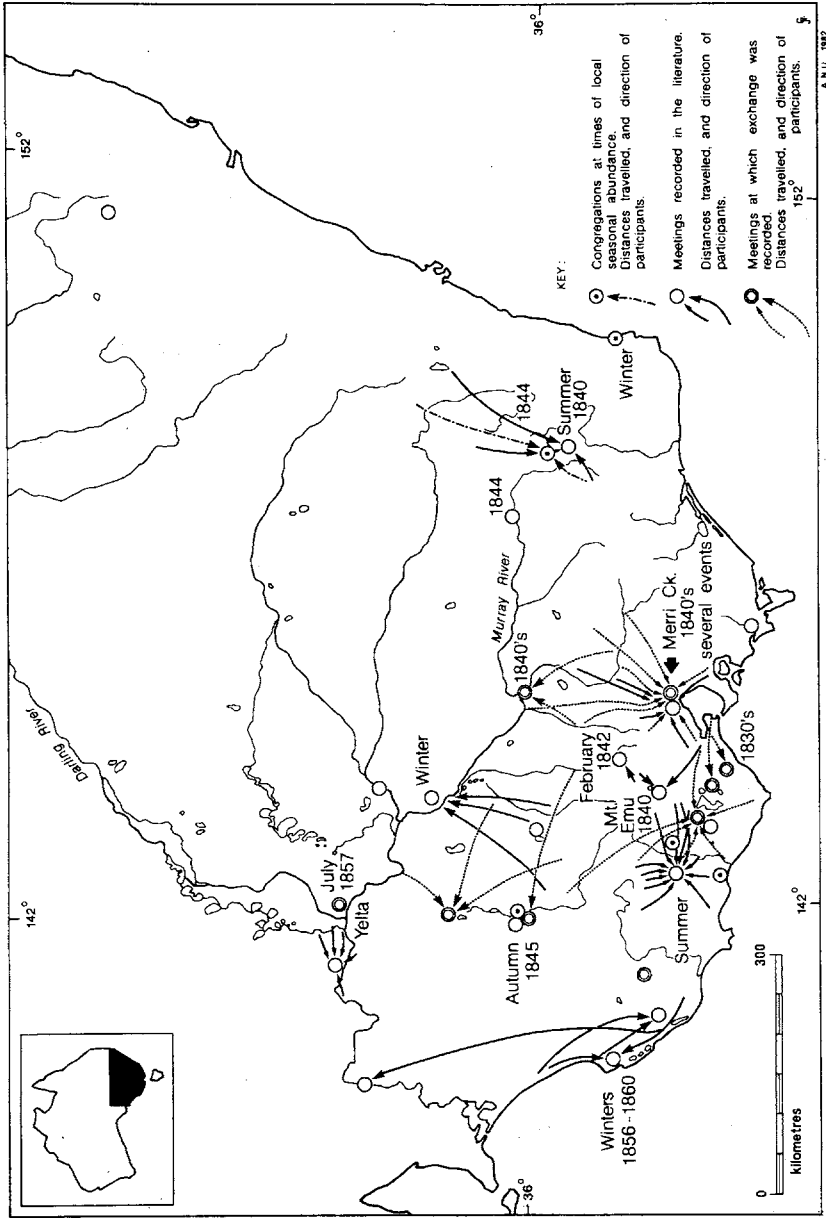 152°
36°
Darling River
142°
July
1857
Yelta
Winter
Murray River
1844
1844
Summer
1840
1840's
Winter
Autumn
1845
February
1842
Mt.
Emu
1840
Merri Ck.
1840's
several events
1830's
Summer
Winters
1856-1860
36°
142°
152°
0
300
kilometres
KEY:
Congregations at times of local
seasonal abundance.
Distances travelled, and direction of
participants.
Meetings recorded in the literature.
Distances travelled, and direction of
participants.
Meetings at which exchange was
recorded.
Distances travelled, and direction of
participants.
A.N.U. 1982